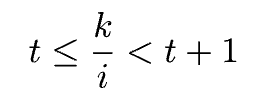 t ≤ k/i < t + 1